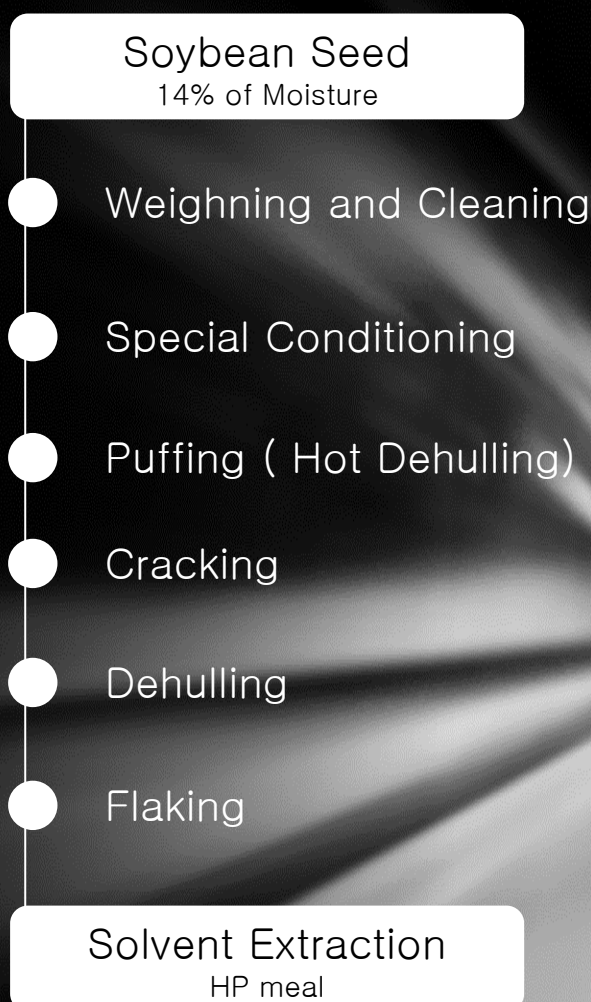 Soybean Seed
14% of Moisture
Weighning and Cleaning
Special Conditioning
Puffing ( Hot Dehulling)
Cracking
Dehulling
Flaking
Solvent Extraction
HP meal